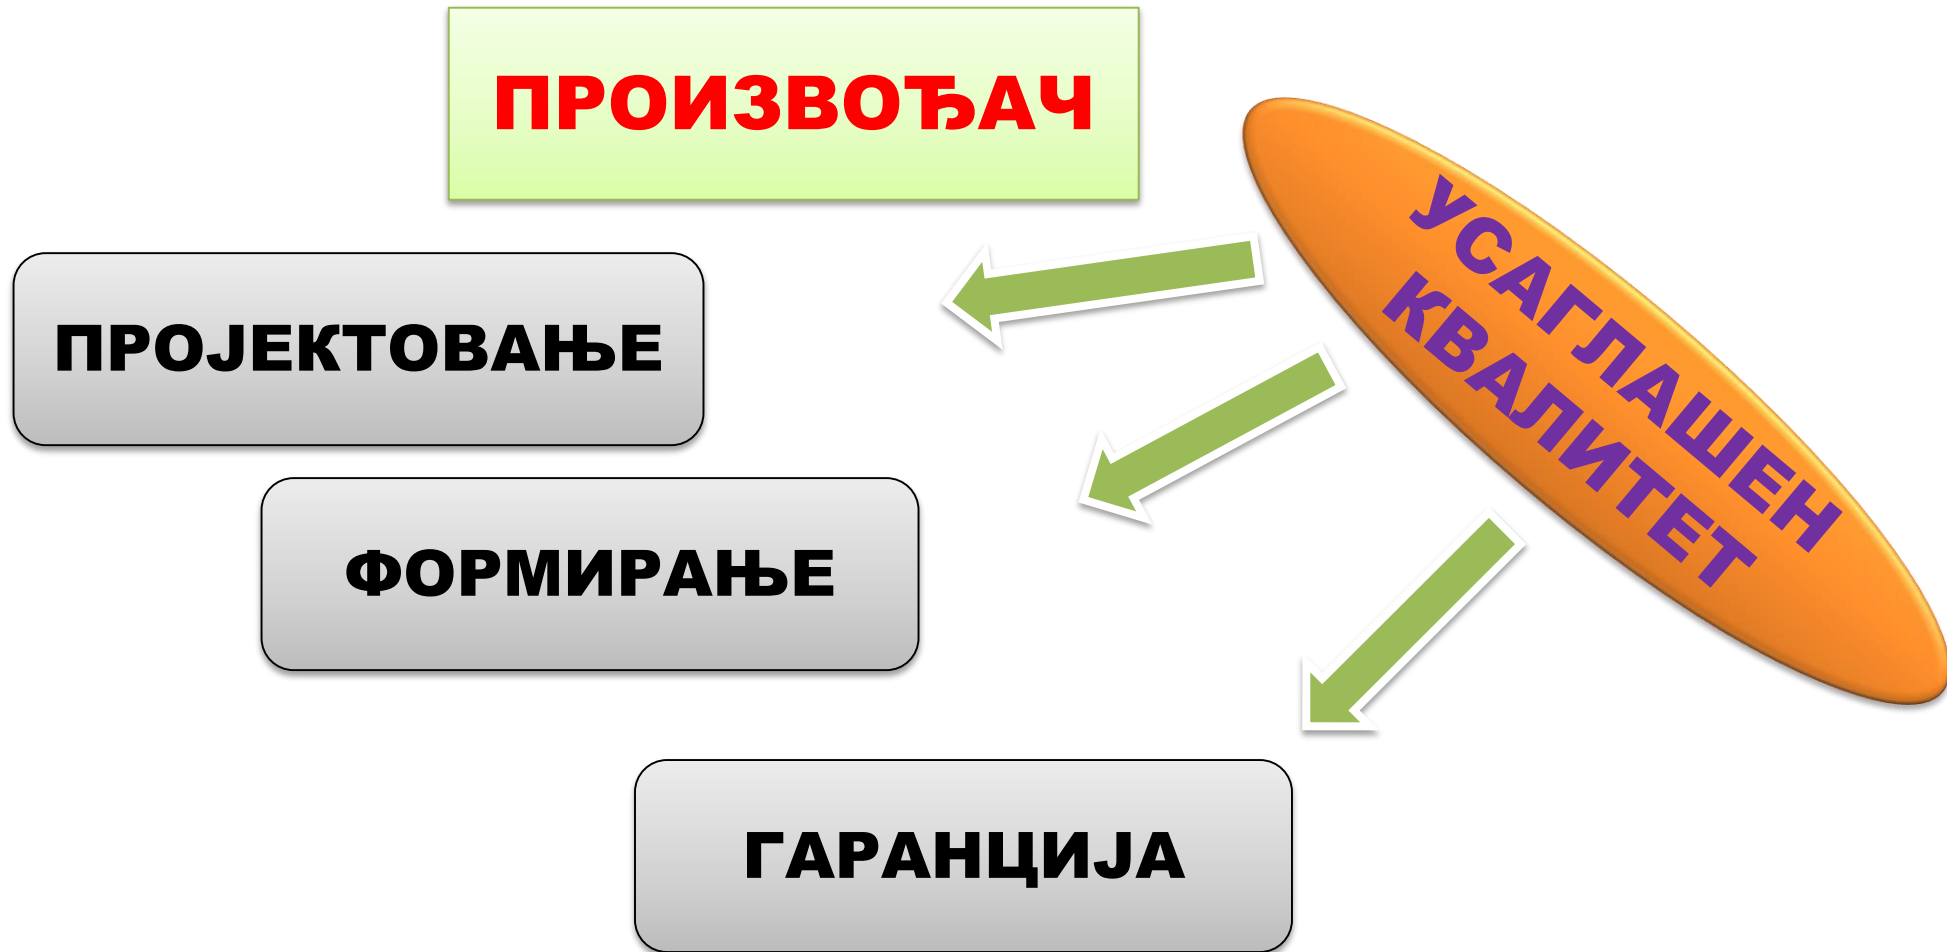 ПРОИЗВОЂАЧ
УСАГЛАШЕН
КВАЛИТЕТ
ПРОЈЕКТОВАЊЕ
ФОРМИРАЊЕ
ГАРАНЦИЈА